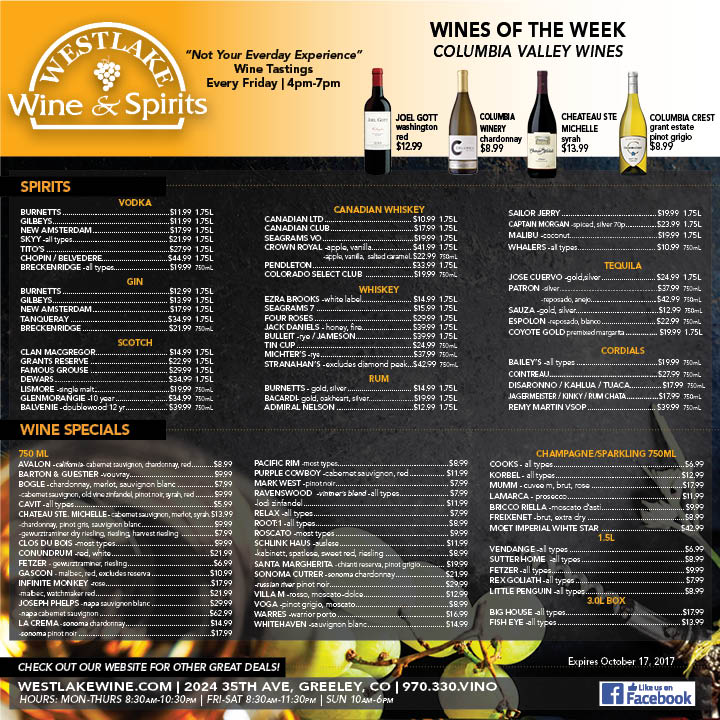 WESTLAKE
Wine & Spirits
"Not Your Everday Experience"
Wine Tastings
Every Friday | 4pm-7pm
WINES OF THE WEEK
COLUMBIA VALLEY WINES
JOEL GOTT
washington
red
$12.99
COLUMBIA
WINERY
chardonnay
$8.99
CHEATEAU STE
MICHELLE
syrah
$13.99
COLUMBIA CREST
grant estate
pinot grigio
$8.99
SPIRITS
VODKA
BURNETTS $11.99 1.75L
GILBEYS $11.99 1.75L
NEW AMSTERDAM $17.99 1.75L
SKYY -all types $21.99 1.75L
TITO'S $27.99 1.75L
CHOPIN / BELVEDERE $44.99 1.75L
BRECKENRIDGE -all types $19.99 750mL
GIN
BURNETTS $12.99 1.75L
GILBEYS $13.99 1.75L
NEW AMSTERDAM $17.99 1.75L
TANQUERAY $34.99 1.75L
BRECKENRIDGE $21.99 750mL
SCOTCH
CLAN MACGREGOR $14.99 1.75L
GRANTS RESERVE $22.99 1.75L
FAMOUS GROUSE $29.99 1.75L
DEWARS $34.99 1.75L
LISMORE -single malt $19.99 750mL
GLENMORANGIE -10 year $34.99 750mL
BALVENIE - doublewood 12 yr $39.99 750mL
CANADIAN WHISKEY
CANADIAN LTD $10.99 1.75L
CANADIAN CLUB $17.99 1.75L
SEAGRAMS VO $19.99 1.75L
CROWN ROYAL -apple, vanilla $41.99 1.75L
-apple, vanilla, salted caramel $22.99 750mL
PENDLETON $33.99 1.75L
COLORADO SELECT CLUB $19.99 750mL
WHISKEY
EZRA BROOKS -white label $14.99 1.75L
SEAGRAMS 7 $15.99 1.75L
FOUR ROSES $29.99 1.75L
JACK DANIELS - honey, fire $39.99 1.75L
BULLEIT -rye / JAMESON $39.99 1.75L
TIN CUP $24.99 750mL
MICHTER'S -rye $37.99 750mL
STRANAHAN'S -excludes diamond peak $42.99 750mL
RUM
BURNETTS - gold, silver $14.99 1.75L
BACARDI- gold, oakheart, silver $19.99 1.75L
ADMIRAL NELSON $12.99 1.75L
SAILOR JERRY $19.99 1.75L
CAPTAIN MORGAN -spiced, silver 70p $23.99 1.75L
MALIBU -coconut $19.99 1.75L
WHALERS -all types $10.99 750mL
TEQUILA
JOSE CUERVO -gold,silver $24.99 1.75L
PATRON -silver $37.99 750mL
-reposado, anejo $42.99 750mL
SAUZA -gold, silver $12.99 750mL
ESPOLON -reposado, blanco $22.99 750mL
COYOTE GOLD premixed margarita $19.99 1.75L
CORDIALS
BAILEY'S -all types $19.99 750mL
COINTREAU $27.99 750mL
DISARONNO / KAHLUA / TUACA $17.99 750mL
JAGERMEISTER / KINKY / RUM CHATA $17.99 750mL
REMY MARTIN VSOP $39.99 750mL
WINE SPECIALS
750 ML
AVALON -california- cabernet sauvignon, chardonnay, red $8.99
BARTON & GUESTIER -vouvray $9.99
BOGLE -chardonnay, merlot, sauvignon blanc $7.99
-cabernet sauvignon, old vine zinfandel, pinot noir, syrah, red $9.99
CAVIT -all types $5.99
CHATEAU STE. MICHELLE - cabernet sauvignon, merlot, syrah $13.99
-chardonnay, pinot gris, sauvignon blanc $9.99
-gewurztraminer dry riesling, riesling, harvest riesling $7.99
CLOS DU BOIS -most types $9.99
CONUNDRUM -red, white $21.99
FETZER - gewurztraminer, riesling $6.99
GASCON - malbec, red, excludes reserva $10.99
INFINITE MONKEY -rose $17.99
-malbec, watchmaker red $21.99
JOSEPH PHELPS -napa sauvignon blanc $29.99
-napa cabernet sauvignon $62.99
LA CREMA -sonoma chardonnay $14.99
-sonoma pinot noir $17.99
PACIFIC RIM -most types $8.99
PURPLE COWBOY -cabernet sauvignon, red $11.99
MARK WEST -pinot noir $7.99
RAVENSWOOD -vintner's blend -all types $7.99
-lodi zinfandel $11.99
RELAX -all types $7.99
ROOT:1 -all types $8.99
ROSCATO -most types $9.99
SCHLINK HAUS -auslese $11.99
-kabinett, spatlese, sweet red, riesling $8.99
SANTA MARGHERITA - chianti reserva, pinot grigio $19.99
SONOMA CUTRER -sonoma chardonnay $21.99
-russian river pinot noir $29.99
VILLA M -rosso, moscato-dolce $12.99
VOGA -pinot grigio, moscato $8.99
WARRES -warrior porto $16.99
WHITEHAVEN -sauvignon blanc $14.99
CHAMPAGNE/SPARKLING 750ML
COOKS - all types $6.99
KORBEL -all types $12.99
MUMM - cuvee m, brut, rose $17.99
LAMARCA - prosecco $11.99
BRICCO RIELLA -moscato d'asti $9.99
FREIXENET -brut, extra dry $8.99
MOET IMPERIAL WHITE STAR $42.99
1.5L
VENDANGE -all types $6.99
SUTTER HOME -all types $8.99
FETZER -all types $9.99
REX GOLIATH -all types $7.99
LITTLE PENGUIN -all types $8.99
3.0L BOX
BIG HOUSE -all types $17.99
FISH EYE -all types $13.99
CHECK OUT OUR WEBSITE FOR OTHER GREAT DEALS!
Expires October 17, 2017
WESTLAKEWINE.COM | 2024 35TH AVE, GREELEY, CO | 970.330.VINO
HOURS: MON-THURS 8:30AM-10:30PM | FRI-SAT 8:30AM-11:30PM | SUN 10AM-6PM
Like us on
Facebook